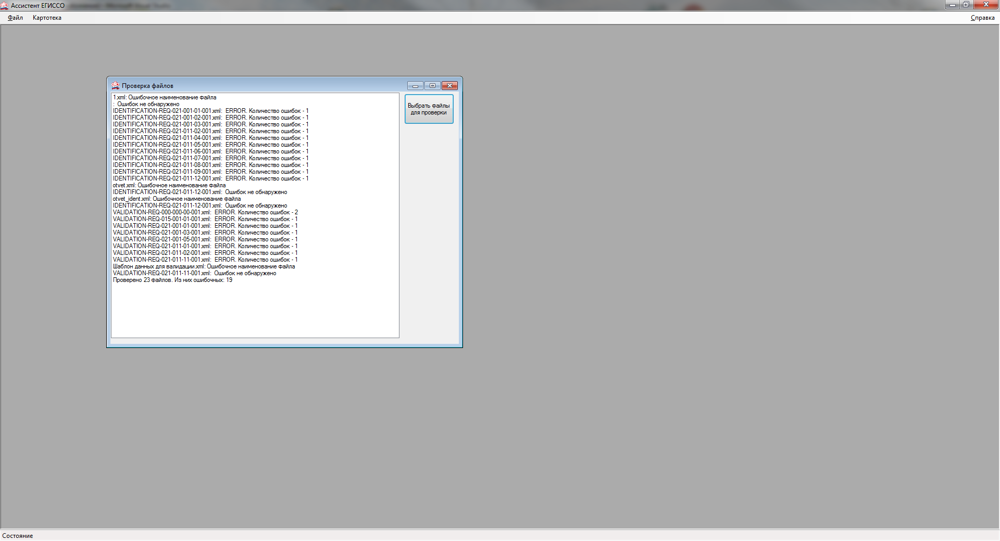 Ассистент ЕГИССО
Файл Картотека Справка
Проверка файлов
1.xml: Ошибочное наименование файла
: Ошибок не обнаружено
IDENTIFICATION-REQ-021-001-01-001.xml: ERROR. Количество ошибок - 1
IDENTIFICATION-REQ-021-001-02-001.xml: ERROR. Количество ошибок - 1
IDENTIFICATION-REQ-021-001-03-001.xml: ERROR. Количество ошибок - 1
IDENTIFICATION-REQ-021-011-02-001.xml: ERROR. Количество ошибок - 1
IDENTIFICATION-REQ-021-011-04-001.xml: ERROR. Количество ошибок - 1
IDENTIFICATION-REQ-021-011-05-001.xml: ERROR. Количество ошибок - 1
IDENTIFICATION-REQ-021-011-06-001.xml: ERROR. Количество ошибок - 1
IDENTIFICATION-REQ-021-011-07-001.xml: ERROR. Количество ошибок - 1
IDENTIFICATION-REQ-021-011-08-001.xml: ERROR. Количество ошибок - 1
IDENTIFICATION-REQ-021-011-09-001.xml: ERROR. Количество ошибок - 1
IDENTIFICATION-REQ-021-011-12-001.xml: ERROR. Количество ошибок - 1
otvet.xml: Ошибочное наименование файла
IDENTIFICATION-REQ-021-011-12-001.xml: Ошибок не обнаружено
otvet_ident.xml: Ошибочное наименование файла
IDENTIFICATION-REQ-021-011-12-001.xml: Ошибок не обнаружено
VALIDATION-REQ-000-000-00-001.xml: ERROR. Количество ошибок - 2
VALIDATION-REQ-015-001-01-001.xml: ERROR. Количество ошибок - 1
VALIDATION-REQ-021-001-01-001.xml: ERROR. Количество ошибок - 1
VALIDATION-REQ-021-001-03-001.xml: ERROR. Количество ошибок - 1
VALIDATION-REQ-021-001-05-001.xml: ERROR. Количество ошибок - 1
VALIDATION-REQ-021-011-01-001.xml: ERROR. Количество ошибок - 1
VALIDATION-REQ-021-011-02-001.xml: ERROR. Количество ошибок - 1
VALIDATION-REQ-021-011-11-001.xml: ERROR. Количество ошибок - 1
Шаблон данных для валидации.xml: Ошибочное наименование файла
VALIDATION-REQ-021-011-11-001.xml: Ошибок не обнаружено
Проверено 23 файлов. Из них ошибочных: 19
Выбрать файлы
для проверки
Состояние